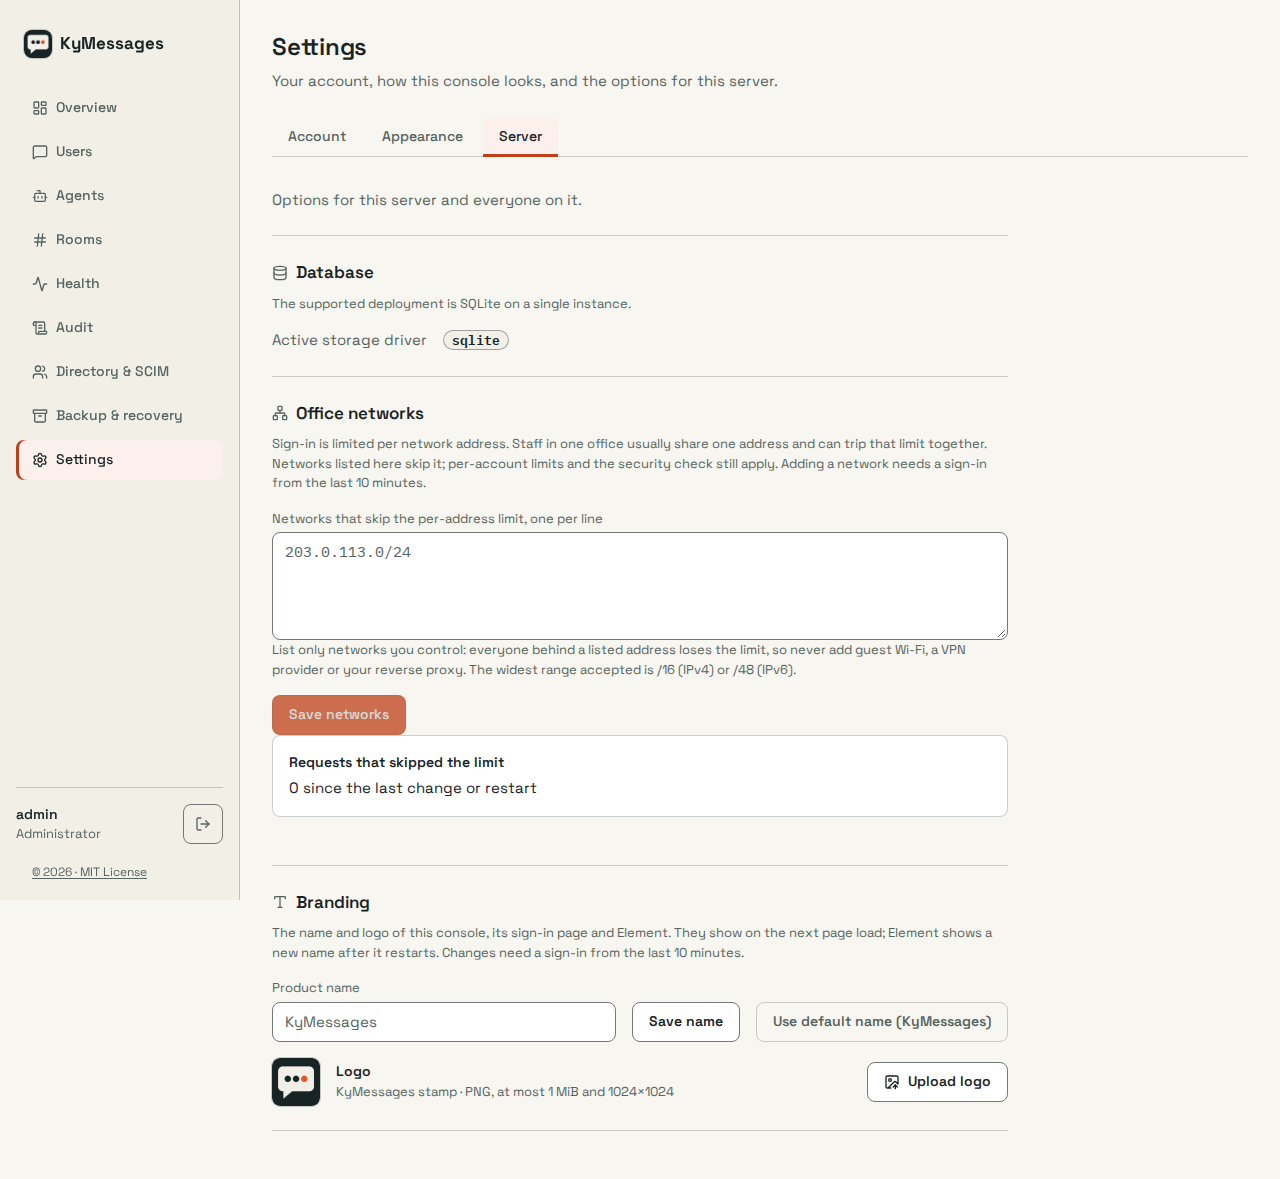 KyMessages
Overview
Users
Agents
Rooms
Health
Audit
Directory & SCIM
Backup & recovery
Settings
admin
Administrator
© 2026 · MIT License
Settings
Your account, how this console looks, and the options for this server.
Account
Appearance
Server
Options for this server and everyone on it.
Database
The supported deployment is SQLite on a single instance.
Active storage driver sqlite
Office networks
Sign-in is limited per network address. Staff in one office usually share one address and can trip that limit together.
Networks listed here skip it; per-account limits and the security check still apply. Adding a network needs a sign-in
from the last 10 minutes.
Networks that skip the per-address limit, one per line
203.0.113.0/24
List only networks you control: everyone behind a listed address loses the limit, so never add guest Wi-Fi, a VPN
provider or your reverse proxy. The widest range accepted is /16 (IPv4) or /48 (IPv6).
Save networks
Requests that skipped the limit
0 since the last change or restart
Branding
The name and logo of this console, its sign-in page and Element. They show on the next page load; Element shows a
new name after it restarts. Changes need a sign-in from the last 10 minutes.
Product name
KyMessages
Save name
Use default name (KyMessages)
Logo
KyMessages stamp · PNG, at most 1 MiB and 1024×1024
Upload logo